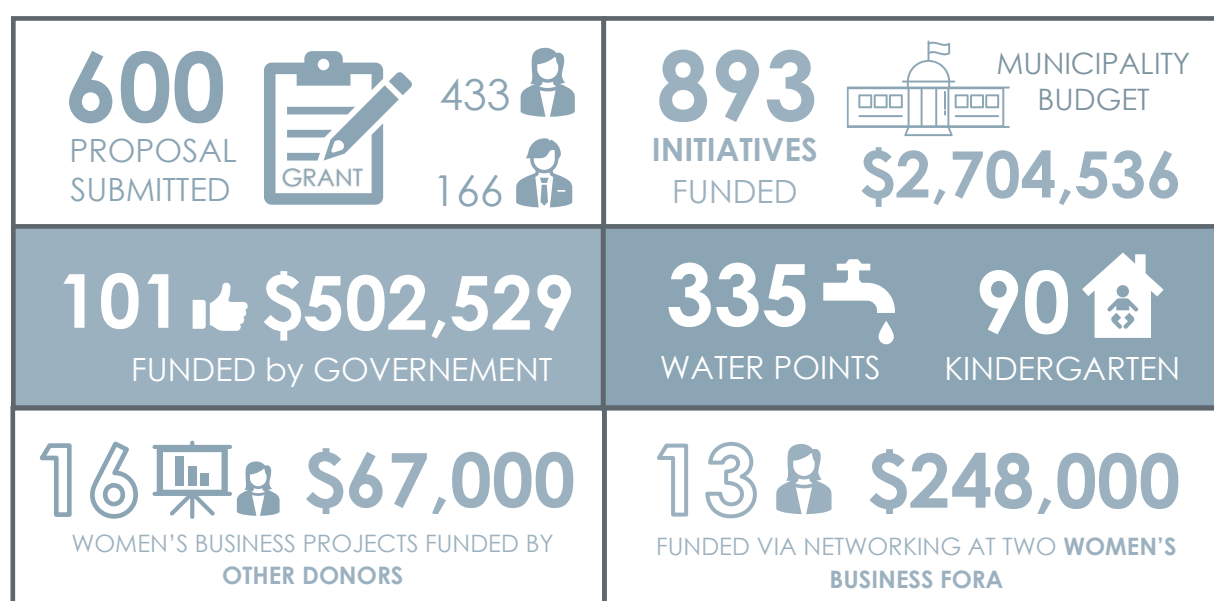 600
PROPOSAL
SUBMITTED
GRANT
433
166
893
INITIATIVES
FUNDED
MUNICIPALITY
BUDGET
$2,704,536
101 $502,529
FUNDED by GOVERNEMENT
335
WATER POINTS
90
KINDERGARTEN
16 $67,000
WOMEN'S BUSINESS PROJECTS FUNDED BY
OTHER DONORS
13 $248,000
FUNDED VIA NETWORKING AT TWO WOMEN'S
BUSINESS FORA